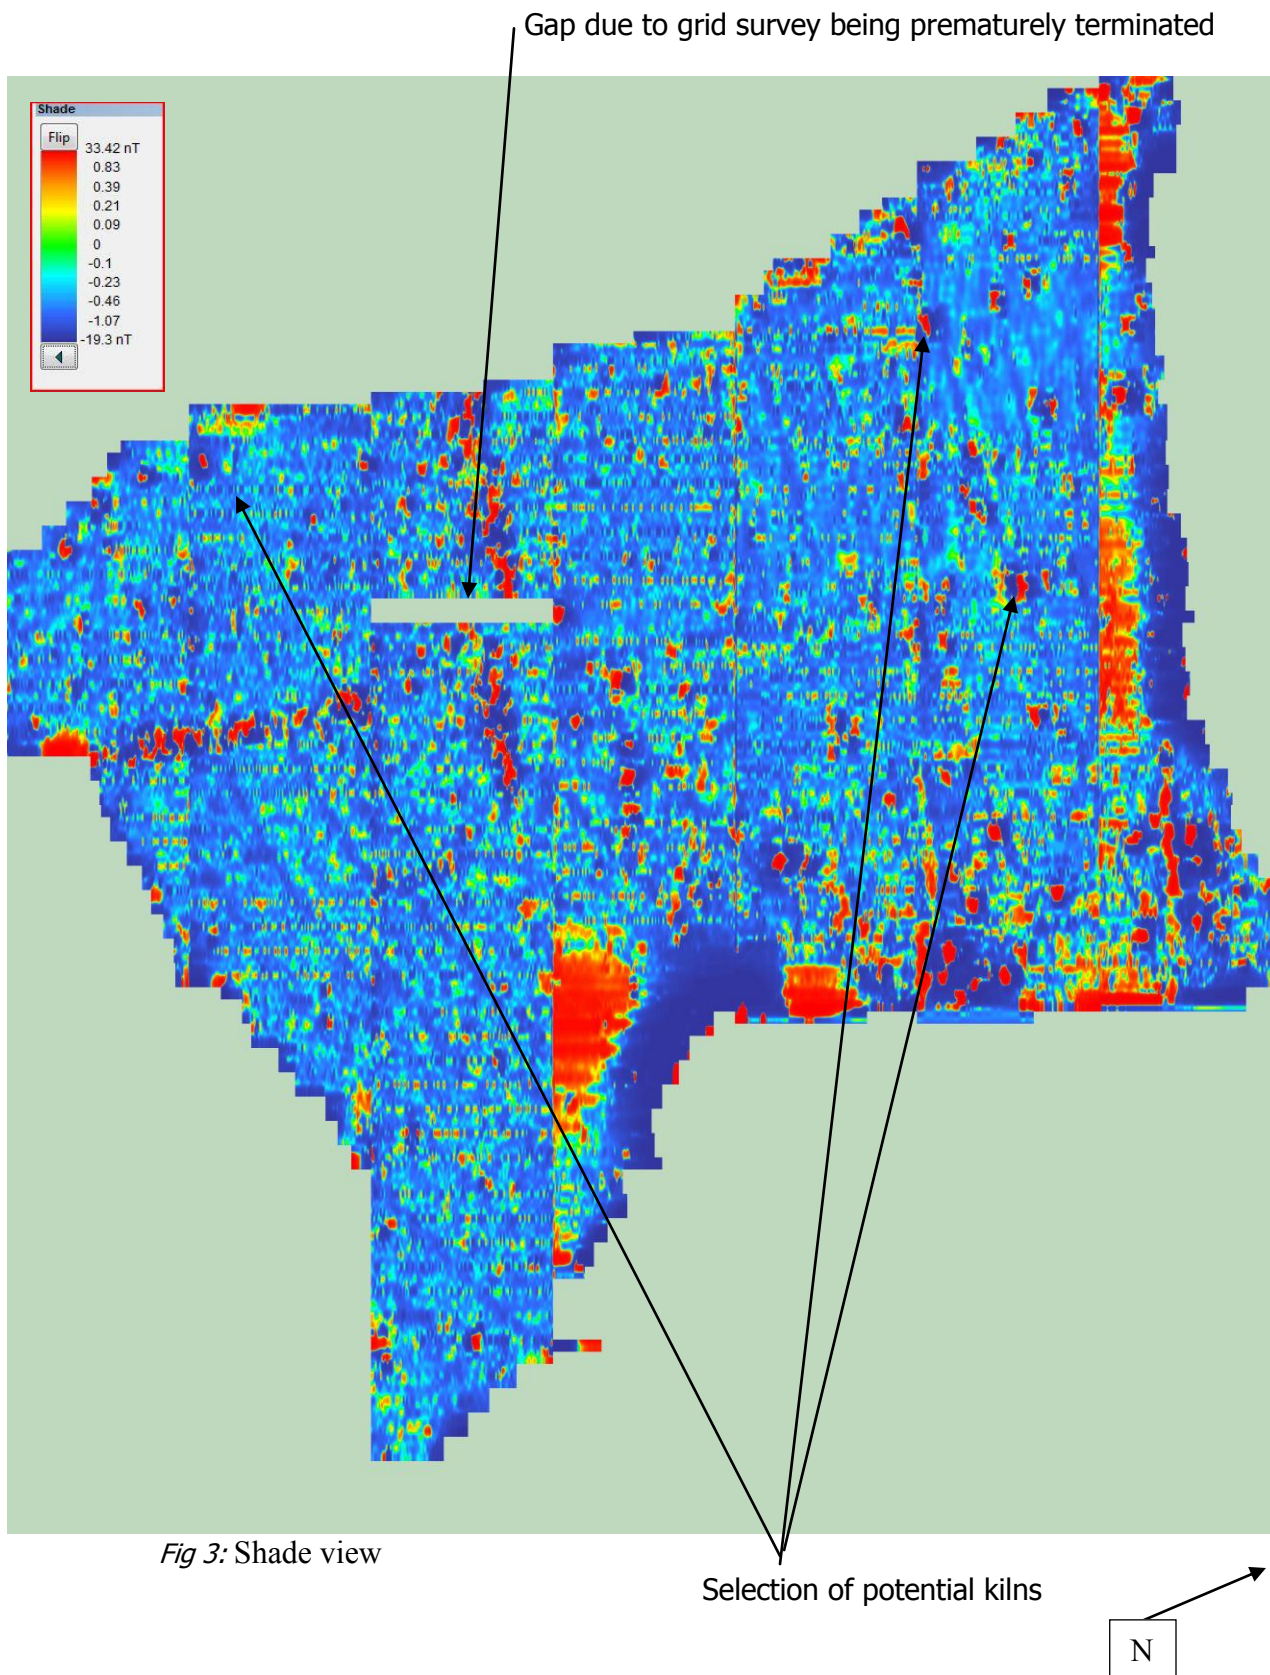 Gap due to grid survey being prematurely terminated
Shade
Flip
33.42 nT
0.83
0.39
0.21
0.09
0
-0.1
-0.23
-0.46
-1.07
-19.3 nT
Fig 3: Shade view
Selection of potential kilns
N